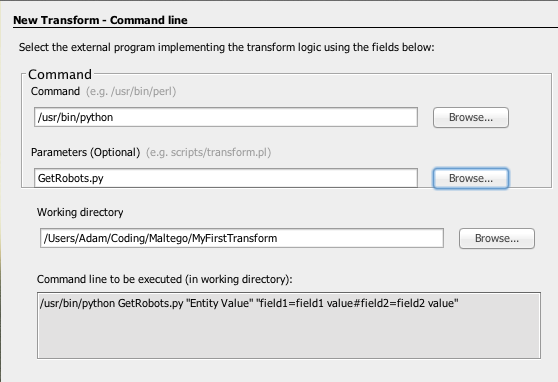 New Transform - Command line
Select the external program implementing the transform logic using the fields below:
Command
Command (e.g. /usr/bin/perl)
/usr/bin/python Browse...
Parameters (Optional) (e.g. scripts/transform.pl)
GetRobots.py Browse...
Working directory
/Users/Adam/Coding/Maltego/MyFirstTransform Browse...
Command line to be executed (in working directory):
/usr/bin/python GetRobots.py "Entity Value" "field1=field1 value#field2=field2 value"